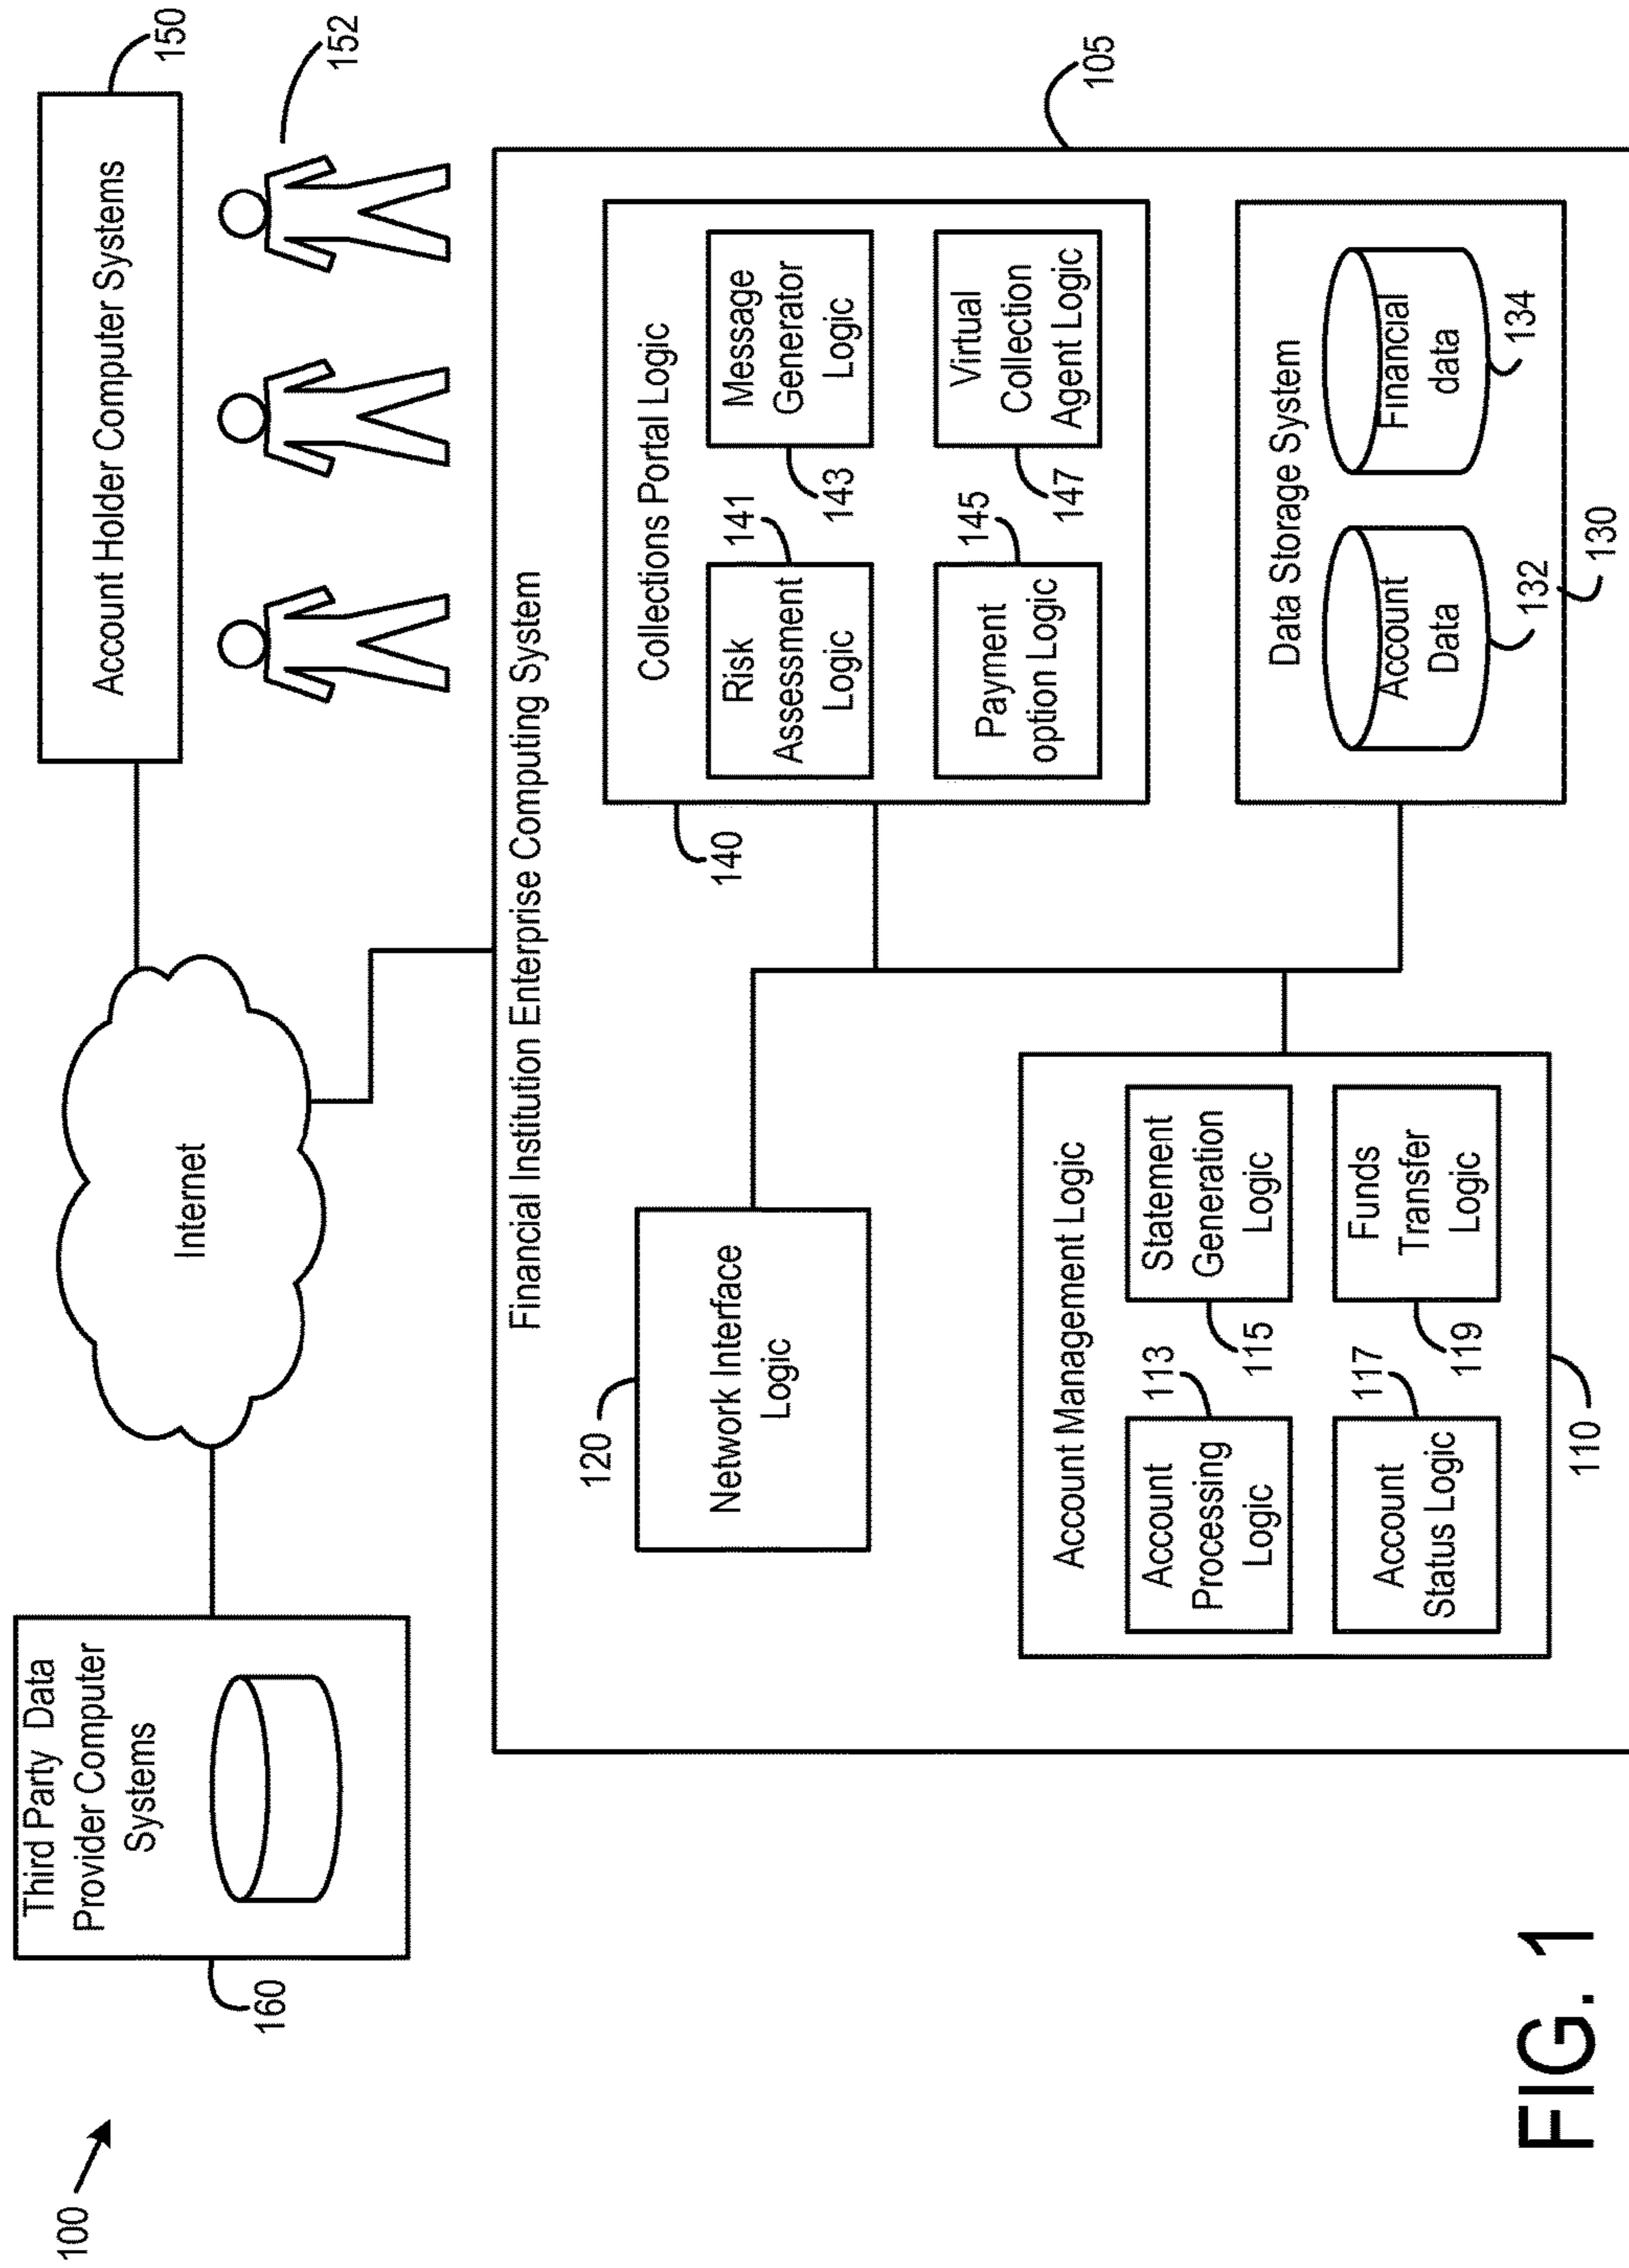 100
160
Third Party Data
Provider Computer
Systems
Internet
Account Holder Computer Systems
150
152
Financial Institution Enterprise Computing System
105
120
Network Interface
Logic
140
Collections Portal Logic
Risk
Assessment
Logic
141
143
Message
Generator
Logic
Payment
option Logic
145
147
Virtual
Collection
Agent Logic
Account Management Logic
Account
Processing
Logic
113
115
Statement
Generation
Logic
Account
Status Logic
117
119
Funds
Transfer
Logic
110
Data Storage System
Account
Data
132
Financial
data
134
130
FIG. 1